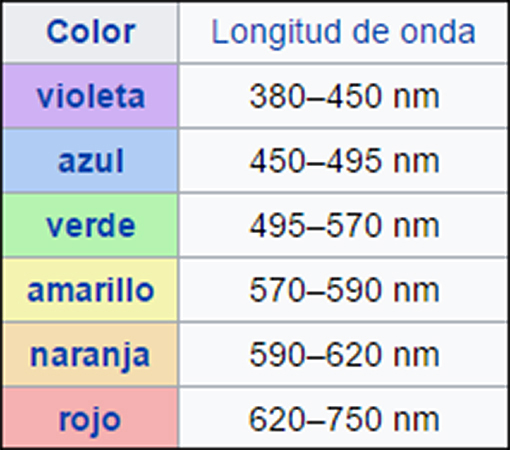 Color Longitud de onda
violeta 380–450 nm
azul 450–495 nm
verde 495–570 nm
amarillo 570–590 nm
naranja 590–620 nm
rojo 620–750 nm